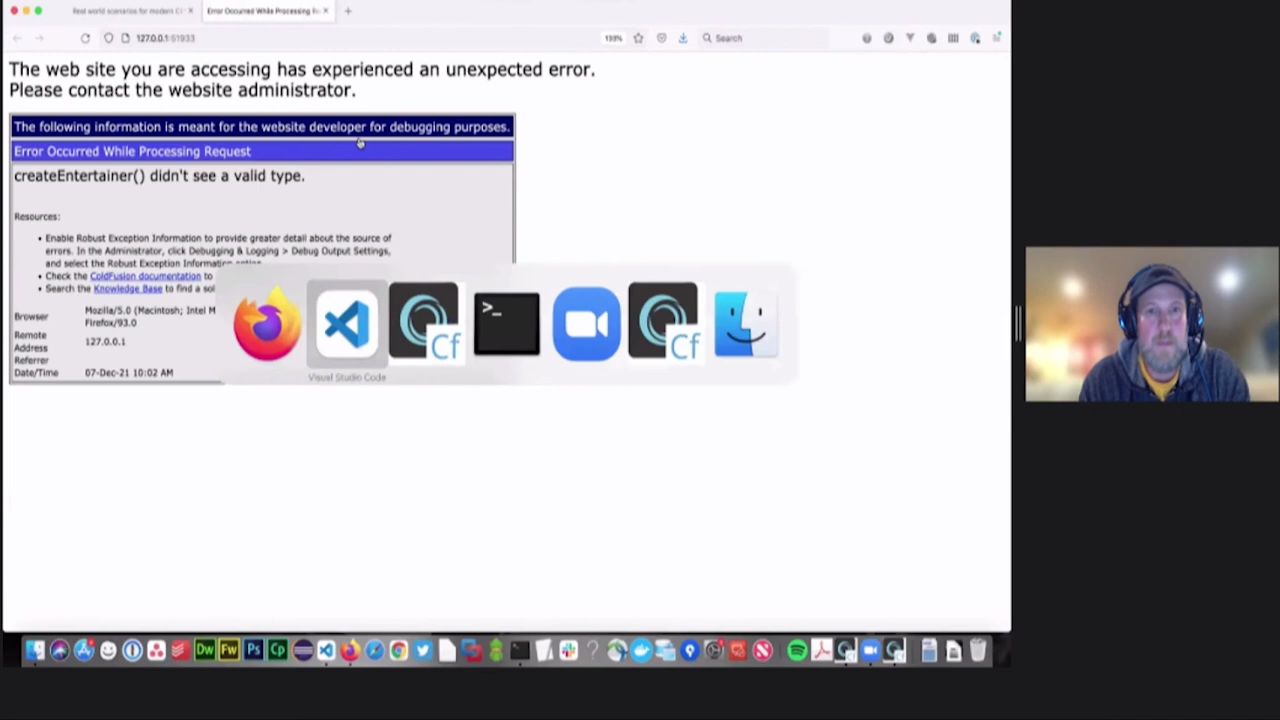 Real world scenarios for modern
Error Occurred While Processing
127.0.0.1:51933
133%
Search
The web site you are accessing has experienced an unexpected error.
Please contact the website administrator.
The following information is meant for the website developer for debugging purposes.
Error Occurred While Processing Request
createEntertainer() didn't see a valid type.
Resources:
• Enable Robust Exception Information to provide greater detail about the source of
errors. In the Administrator, click Debugging & Logging > Debug Output Settings,
and select the Robust Exception Information option.
• Check the ColdFusion documentation to
• Search the Knowledge Base to find a sol
Browser Mozilla/5.0 (Macintosh; Intel M
Firefox/93.0
Remote
Address 127.0.0.1
Referrer
Date/Time 07-Dec-21 10:02 AM
>_
Cf
Cf
Visual Studio Code
Dw
Fw
Ps
Cp